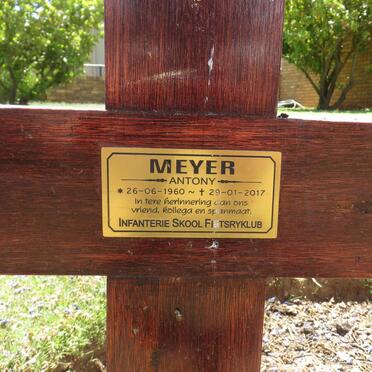 MEYER
ANTONY
* 26-06-1960 ~ † 29-01-2017
In tere herinnering aan ons
vriend, kollega en spanmaat.
INFANTERIE SKOOL FIETSRYKLUB